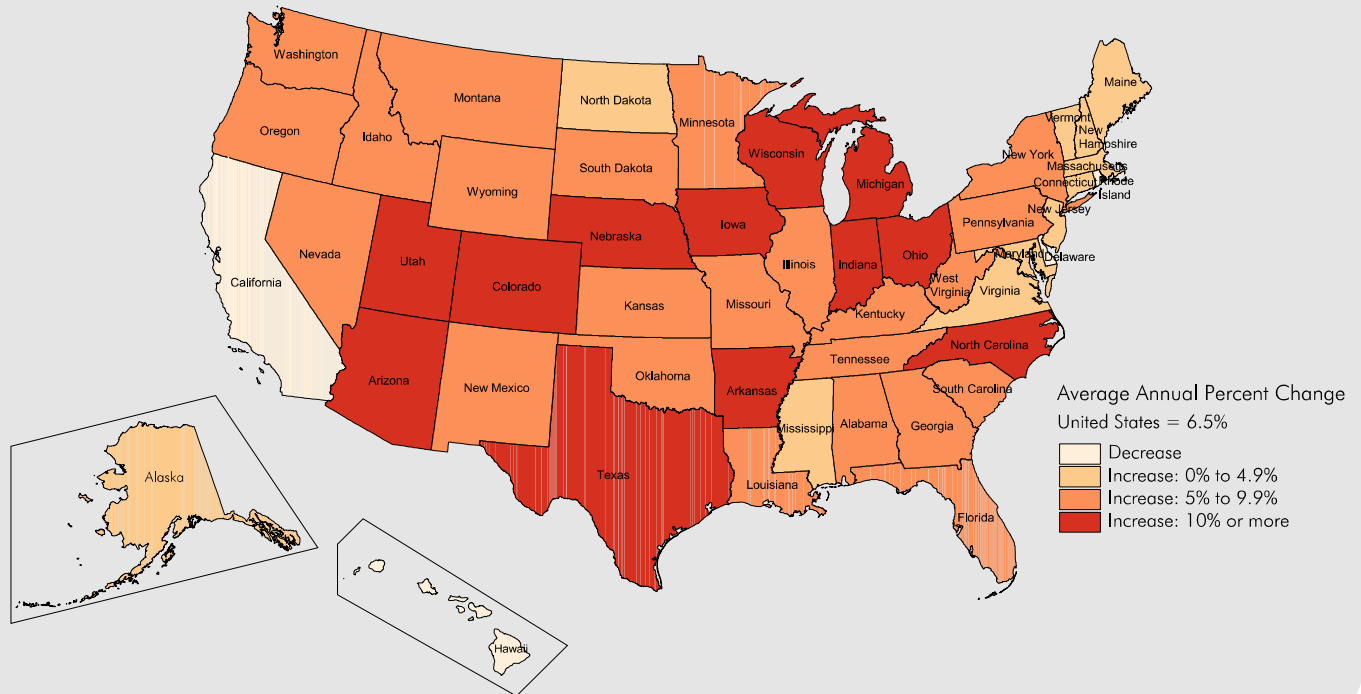 Washington
Oregon
Idaho
Montana
North Dakota
Minnesota
South Dakota
Wyoming
Wisconsin
Michigan
Maine
Vermont
New
Hampshire
New York
Massachusetts
Connecticut
Rhode
Island
Pennsylvania
New Jersey
Nevada
Utah
California
Colorado
Nebraska
Iowa
Illinois
Indiana
Ohio
Maryland
Delaware
West
Virginia
Virginia
Kansas
Missouri
Kentucky
Arizona
New Mexico
Oklahoma
Arkansas
Tennessee
North Carolina
South Carolina
Texas
Louisiana
Mississippi
Alabama
Georgia
Florida
Alaska
Hawaii
Average Annual Percent Change
United States = 6.5%
Decrease
Increase: 0% to 4.9%
Increase: 5% to 9.9%
Increase: 10% or more